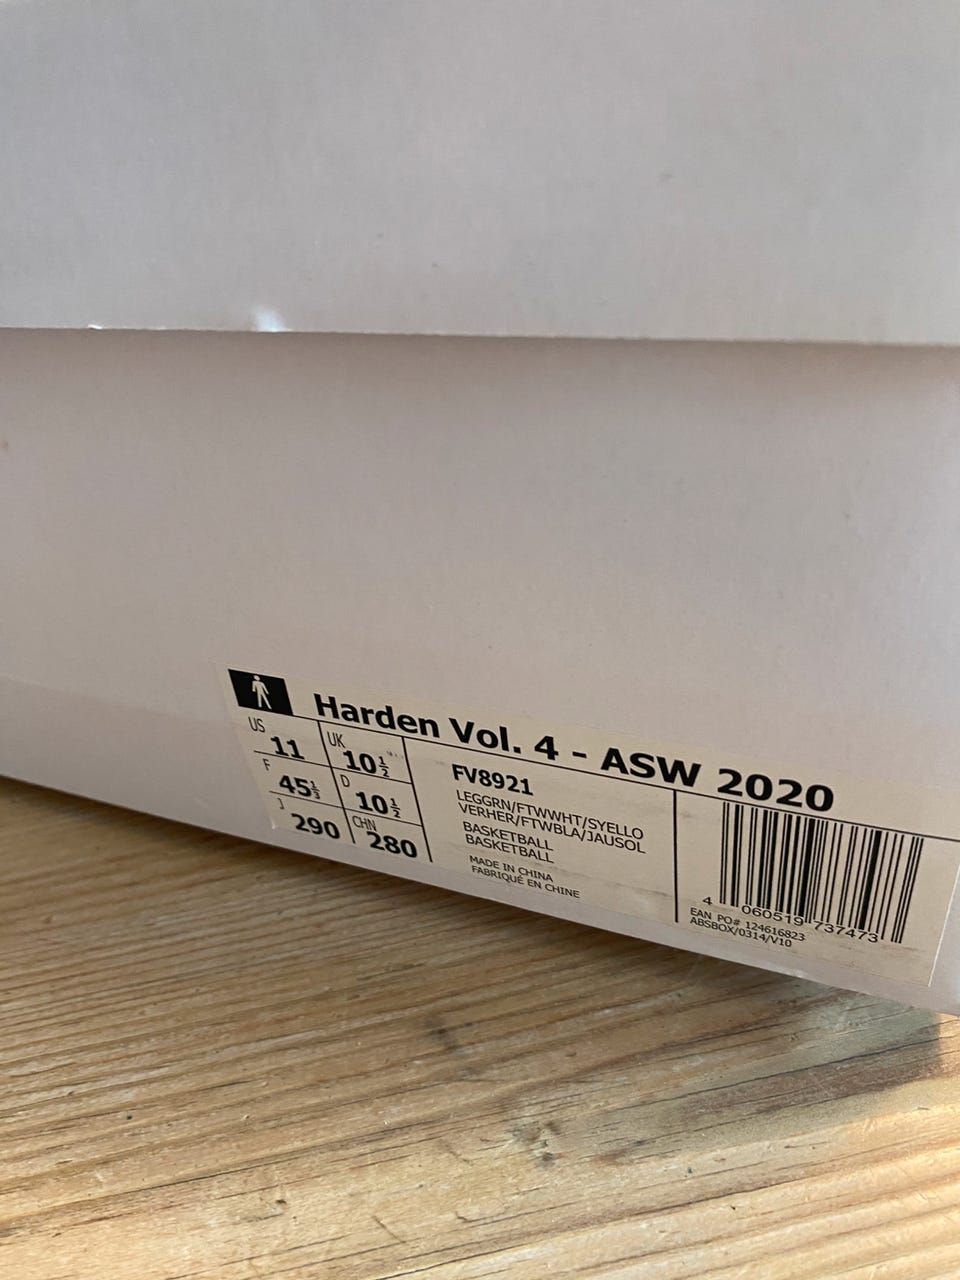 Harden Vol. 4 - ASW 2020
US 11 UK 10½
F 45⅓ D 10½
J 290 CHN 280
FV8921
LEGGRN/FTWWHT/SYELLO
VERHER/FTWBLA/JAUSOL
BASKETBALL
BASKETBALL
MADE IN CHINA
FABRIQUÉ EN CHINE
4 060519 737473
EAN PO# 124616823
ABSBOX/0314/V10